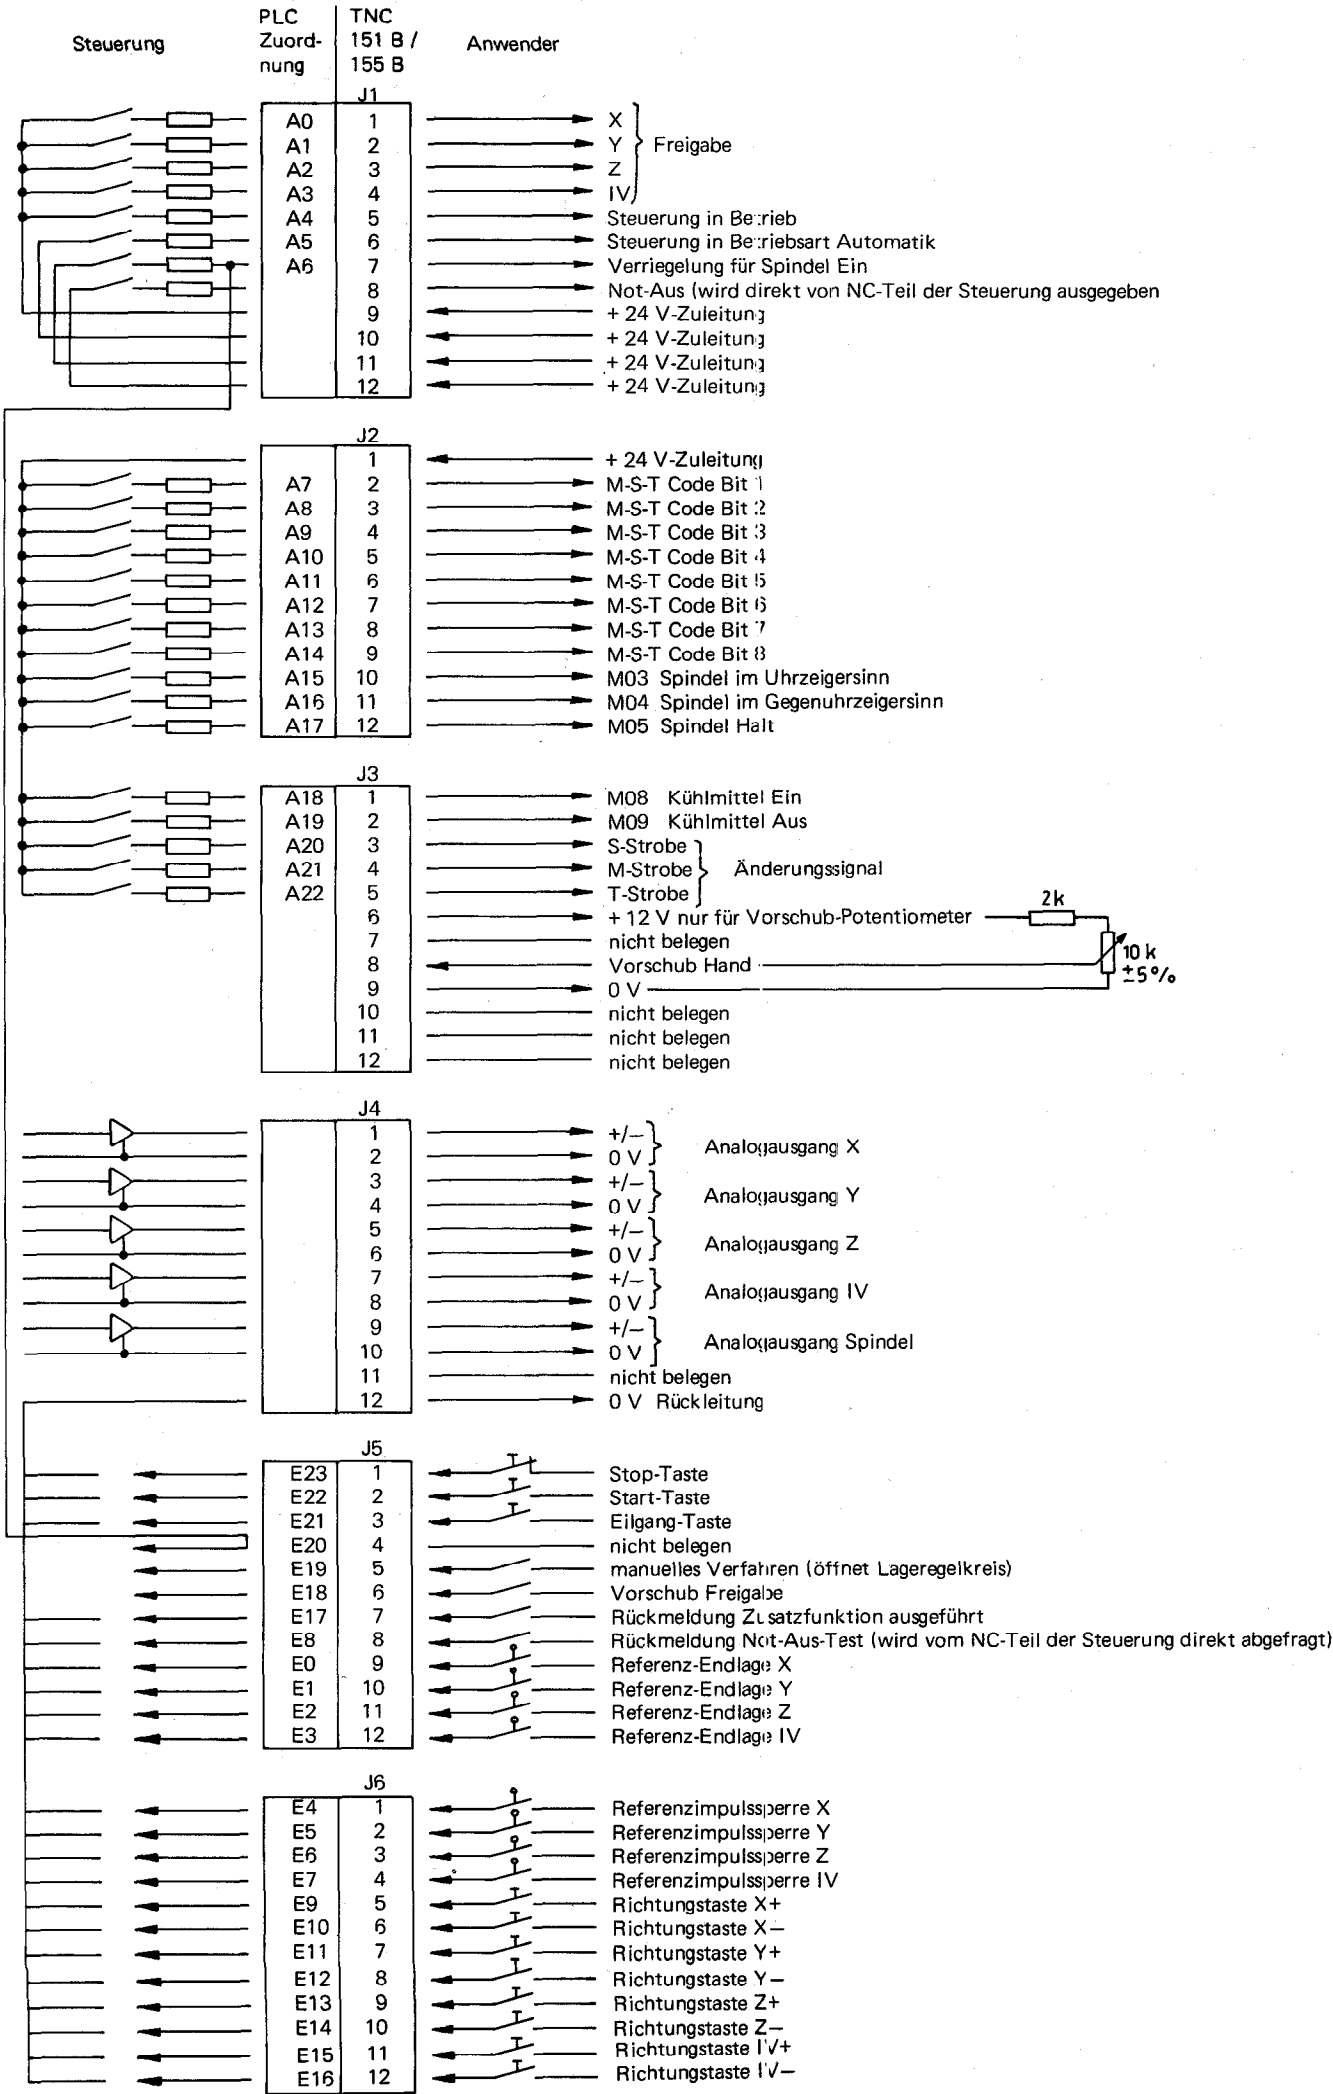 Steuerung
PLC Zuord- nung
TNC 151 B / 155 B
Anwender
J1
A0 1 X
A1 2 Y Freigabe
A2 3 Z
A3 4 IV
A4 5 Steuerung in Betrieb
A5 6 Steuerung in Betriebsart Automatik
A6 7 Verriegelung für Spindel Ein
8 Not-Aus (wird direkt von NC-Teil der Steuerung ausgegeben
9 + 24 V-Zuleitung
10 + 24 V-Zuleitung
11 + 24 V-Zuleitung
12 + 24 V-Zuleitung
J2
1 + 24 V-Zuleitung
A7 2 M-S-T Code Bit 1
A8 3 M-S-T Code Bit 2
A9 4 M-S-T Code Bit 3
A10 5 M-S-T Code Bit 4
A11 6 M-S-T Code Bit 5
A12 7 M-S-T Code Bit 6
A13 8 M-S-T Code Bit 7
A14 9 M-S-T Code Bit 8
A15 10 M03 Spindel im Uhrzeigersinn
A16 11 M04 Spindel im Gegenuhrzeigersinn
A17 12 M05 Spindel Halt
J3
A18 1 M08 Kühlmittel Ein
A19 2 M09 Kühlmittel Aus
A20 3 S-Strobe
A21 4 M-Strobe Änderungssignal
A22 5 T-Strobe
6 + 12 V nur für Vorschub-Potentiometer 2k
7 nicht belegen
8 Vorschub Hand 10 k
9 0 V ±5%
10 nicht belegen
11 nicht belegen
12 nicht belegen
J4
1 +/− Analogausgang X
2 0 V
3 +/− Analogausgang Y
4 0 V
5 +/− Analogausgang Z
6 0 V
7 +/− Analogausgang IV
8 0 V
9 +/− Analogausgang Spindel
10 0 V
11 nicht belegen
12 0 V Rückleitung
J5
E23 1 Stop-Taste
E22 2 Start-Taste
E21 3 Eilgang-Taste
E20 4 nicht belegen
E19 5 manuelles Verfahren (öffnet Lageregelkreis)
E18 6 Vorschub Freigabe
E17 7 Rückmeldung Zusatzfunktion ausgeführt
E8 8 Rückmeldung Not-Aus-Test (wird vom NC-Teil der Steuerung direkt abgefragt)
E0 9 Referenz-Endlage X
E1 10 Referenz-Endlage Y
E2 11 Referenz-Endlage Z
E3 12 Referenz-Endlage IV
J6
E4 1 Referenzimpulssperre X
E5 2 Referenzimpulssperre Y
E6 3 Referenzimpulssperre Z
E7 4 Referenzimpulssperre IV
E9 5 Richtungstaste X+
E10 6 Richtungstaste X−
E11 7 Richtungstaste Y+
E12 8 Richtungstaste Y−
E13 9 Richtungstaste Z+
E14 10 Richtungstaste Z−
E15 11 Richtungstaste IV+
E16 12 Richtungstaste IV−